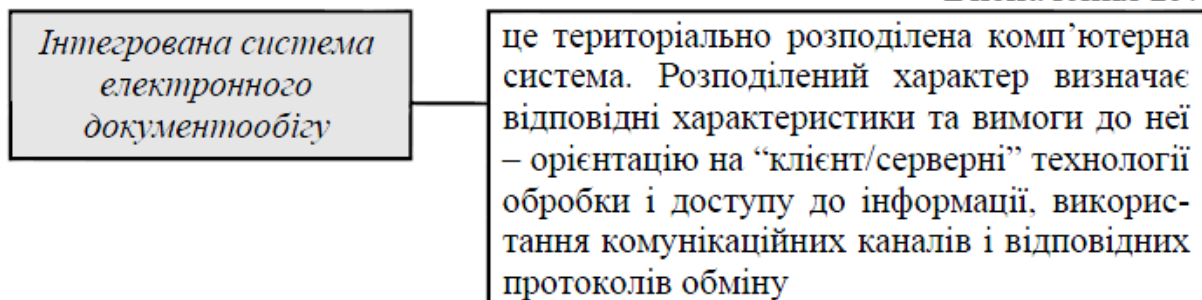 Інтегрована система
електронного
документообігу
це територіально розподілена комп’ютерна
система. Розподілений характер визначає
відповідні характеристики та вимоги до неї
– орієнтацію на “клієнт/серверні” технології
обробки і доступу до інформації, викорис-
тання комунікаційних каналів і відповідних
протоколів обміну